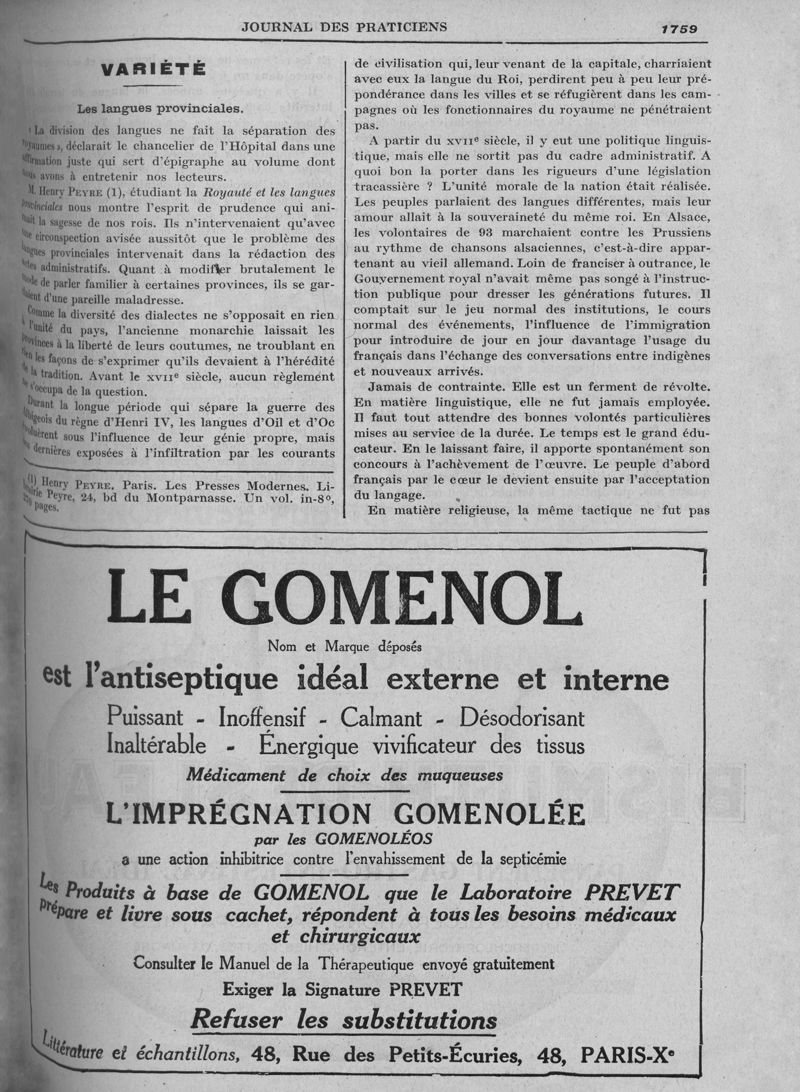 JOURNAL DES PRATICIENS
1759
VARIÉTÉ
Les langues provinciales.
« La division des langues ne fait la séparation des
royaumes », déclarait le chancelier de l'Hôpital dans une
affirmation juste qui sert d'épigraphe au volume dont
nous avons à entretenir nos lecteurs.
M. Henry PEYRE (1), étudiant la Royauté et les langues
provinciales nous montre l'esprit de prudence qui ani-
mait la sagesse de nos rois. Ils n'intervenaient qu'avec
une circonspection avisée aussitôt que le problème des
langues provinciales intervenait dans la rédaction des
actes administratifs. Quant à modifier brutalement le
mode de parler familier à certaines provinces, ils se gar-
daient d'une pareille maladresse.
Comme la diversité des dialectes ne s'opposait en rien
à l'unité du pays, l'ancienne monarchie laissait les
provinces à la liberté de leurs coutumes, ne troublant en
rien les façons de s'exprimer qu'ils devaient à l'hérédité
de la tradition. Avant le XVIIe siècle, aucun règlement
ne s'occupa de la question.
Durant la longue période qui sépare la guerre des
Albigeois du règne d'Henri IV, les langues d'Oïl et d'Oc
évoluèrent sous l'influence de leur génie propre, mais
dernières exposées à l'infiltration par les courants
(1) Henry PEYRE. Paris. Les Presses Modernes. Li-
brairie Peyre, 24, bd du Montparnasse. Un vol. in-8°,
pages.
de civilisation qui, leur venant de la capitale, charriaient
avec eux la langue du Roi, perdirent peu à peu leur pré-
pondérance dans les villes et se réfugièrent dans les cam-
pagnes où les fonctionnaires du royaume ne pénétraient
pas.
A partir du XVIIe siècle, il y eut une politique linguis-
tique, mais elle ne sortit pas du cadre administratif. A
quoi bon la porter dans les rigueurs d'une législation
tracassière ? L'unité morale de la nation était réalisée.
Les peuples parlaient des langues différentes, mais leur
amour allait à la souveraineté du même roi. En Alsace,
les volontaires de 93 marchaient contre les Prussiens
au rythme de chansons alsaciennes, c'est-à-dire appar-
tenant au vieil allemand. Loin de franciser à outrance, le
Gouvernement royal n'avait même pas songé à l'instruc-
tion publique pour dresser les générations futures. Il
comptait sur le jeu normal des institutions, le cours
normal des événements, l'influence de l'immigration
pour introduire de jour en jour davantage l'usage du
français dans l'échange des conversations entre indigènes
et nouveaux arrivés.
Jamais de contrainte. Elle est un ferment de révolte.
En matière linguistique, elle ne fut jamais employée.
Il faut tout attendre des bonnes volontés particulières
mises au service de la durée. Le temps est le grand édu-
cateur. En le laissant faire, il apporte spontanément son
concours à l'achèvement de l'œuvre. Le peuple d'abord
français par le cœur le devient ensuite par l'acceptation
du langage.
En matière religieuse, la même tactique ne fut pas
LE GOMENOL
Nom et Marque déposés
est l'antiseptique idéal externe et interne
Puissant - Inoffensif - Calmant - Désodorisant
Inaltérable - Énergique vivificateur des tissus
Médicament de choix des muqueuses
L'IMPRÉGNATION GOMENOLÉE
par les GOMENOLÉOS
a une action inhibitrice contre l'envahissement de la septicémie
Les Produits à base de GOMENOL que le Laboratoire PREVET
prépare et livre sous cachet, répondent à tous les besoins médicaux
et chirurgicaux
Consulter le Manuel de la Thérapeutique envoyé gratuitement
Exiger la Signature PREVET
Refuser les substitutions
Littérature et échantillons, 48, Rue des Petits-Écuries, 48, PARIS-Xe